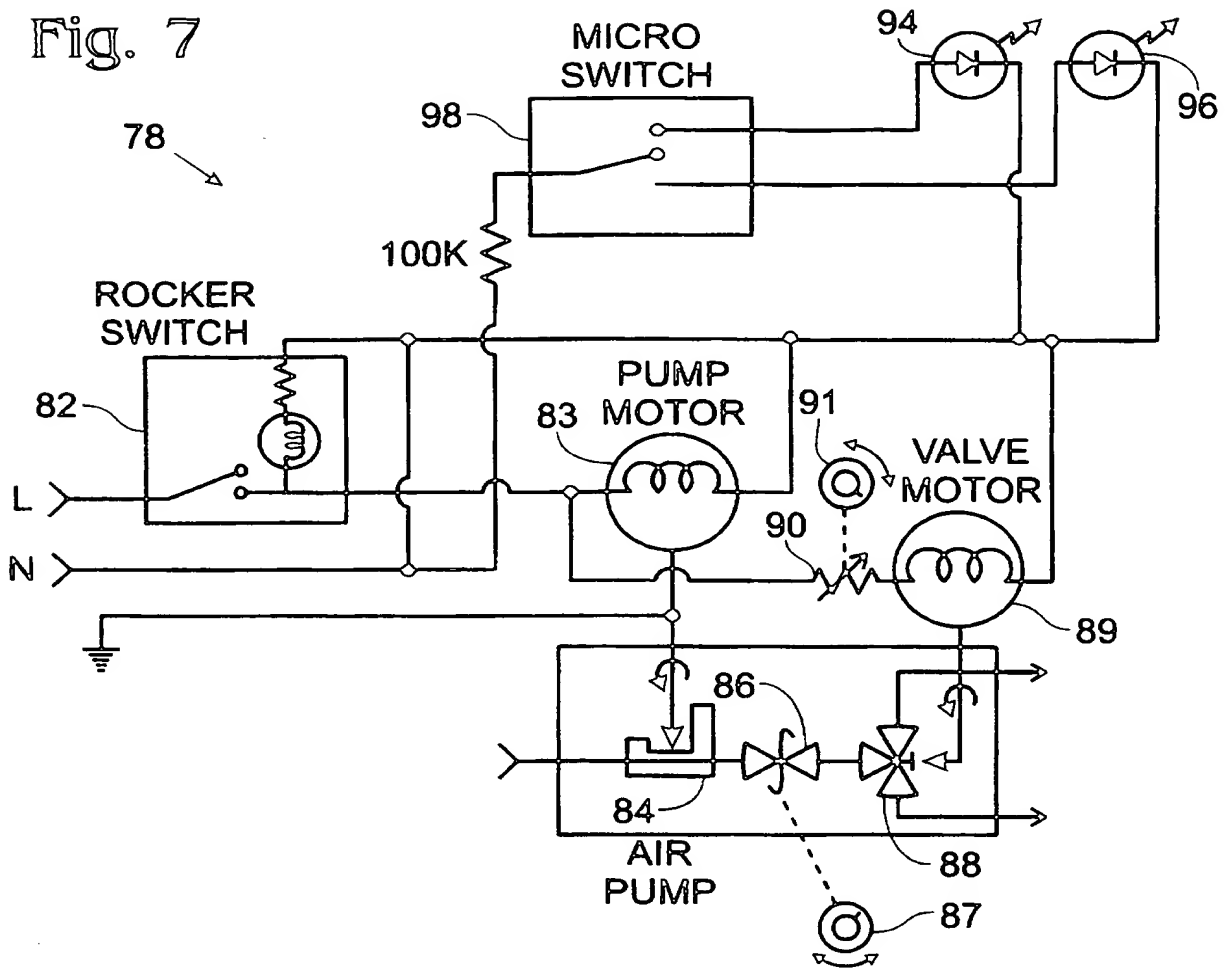 Fig. 7
MICRO
SWITCH
94
96
98
78
100K
ROCKER
SWITCH
82
PUMP
MOTOR
83
91
VALVE
MOTOR
L
90
N
89
86
84
88
AIR
PUMP
87